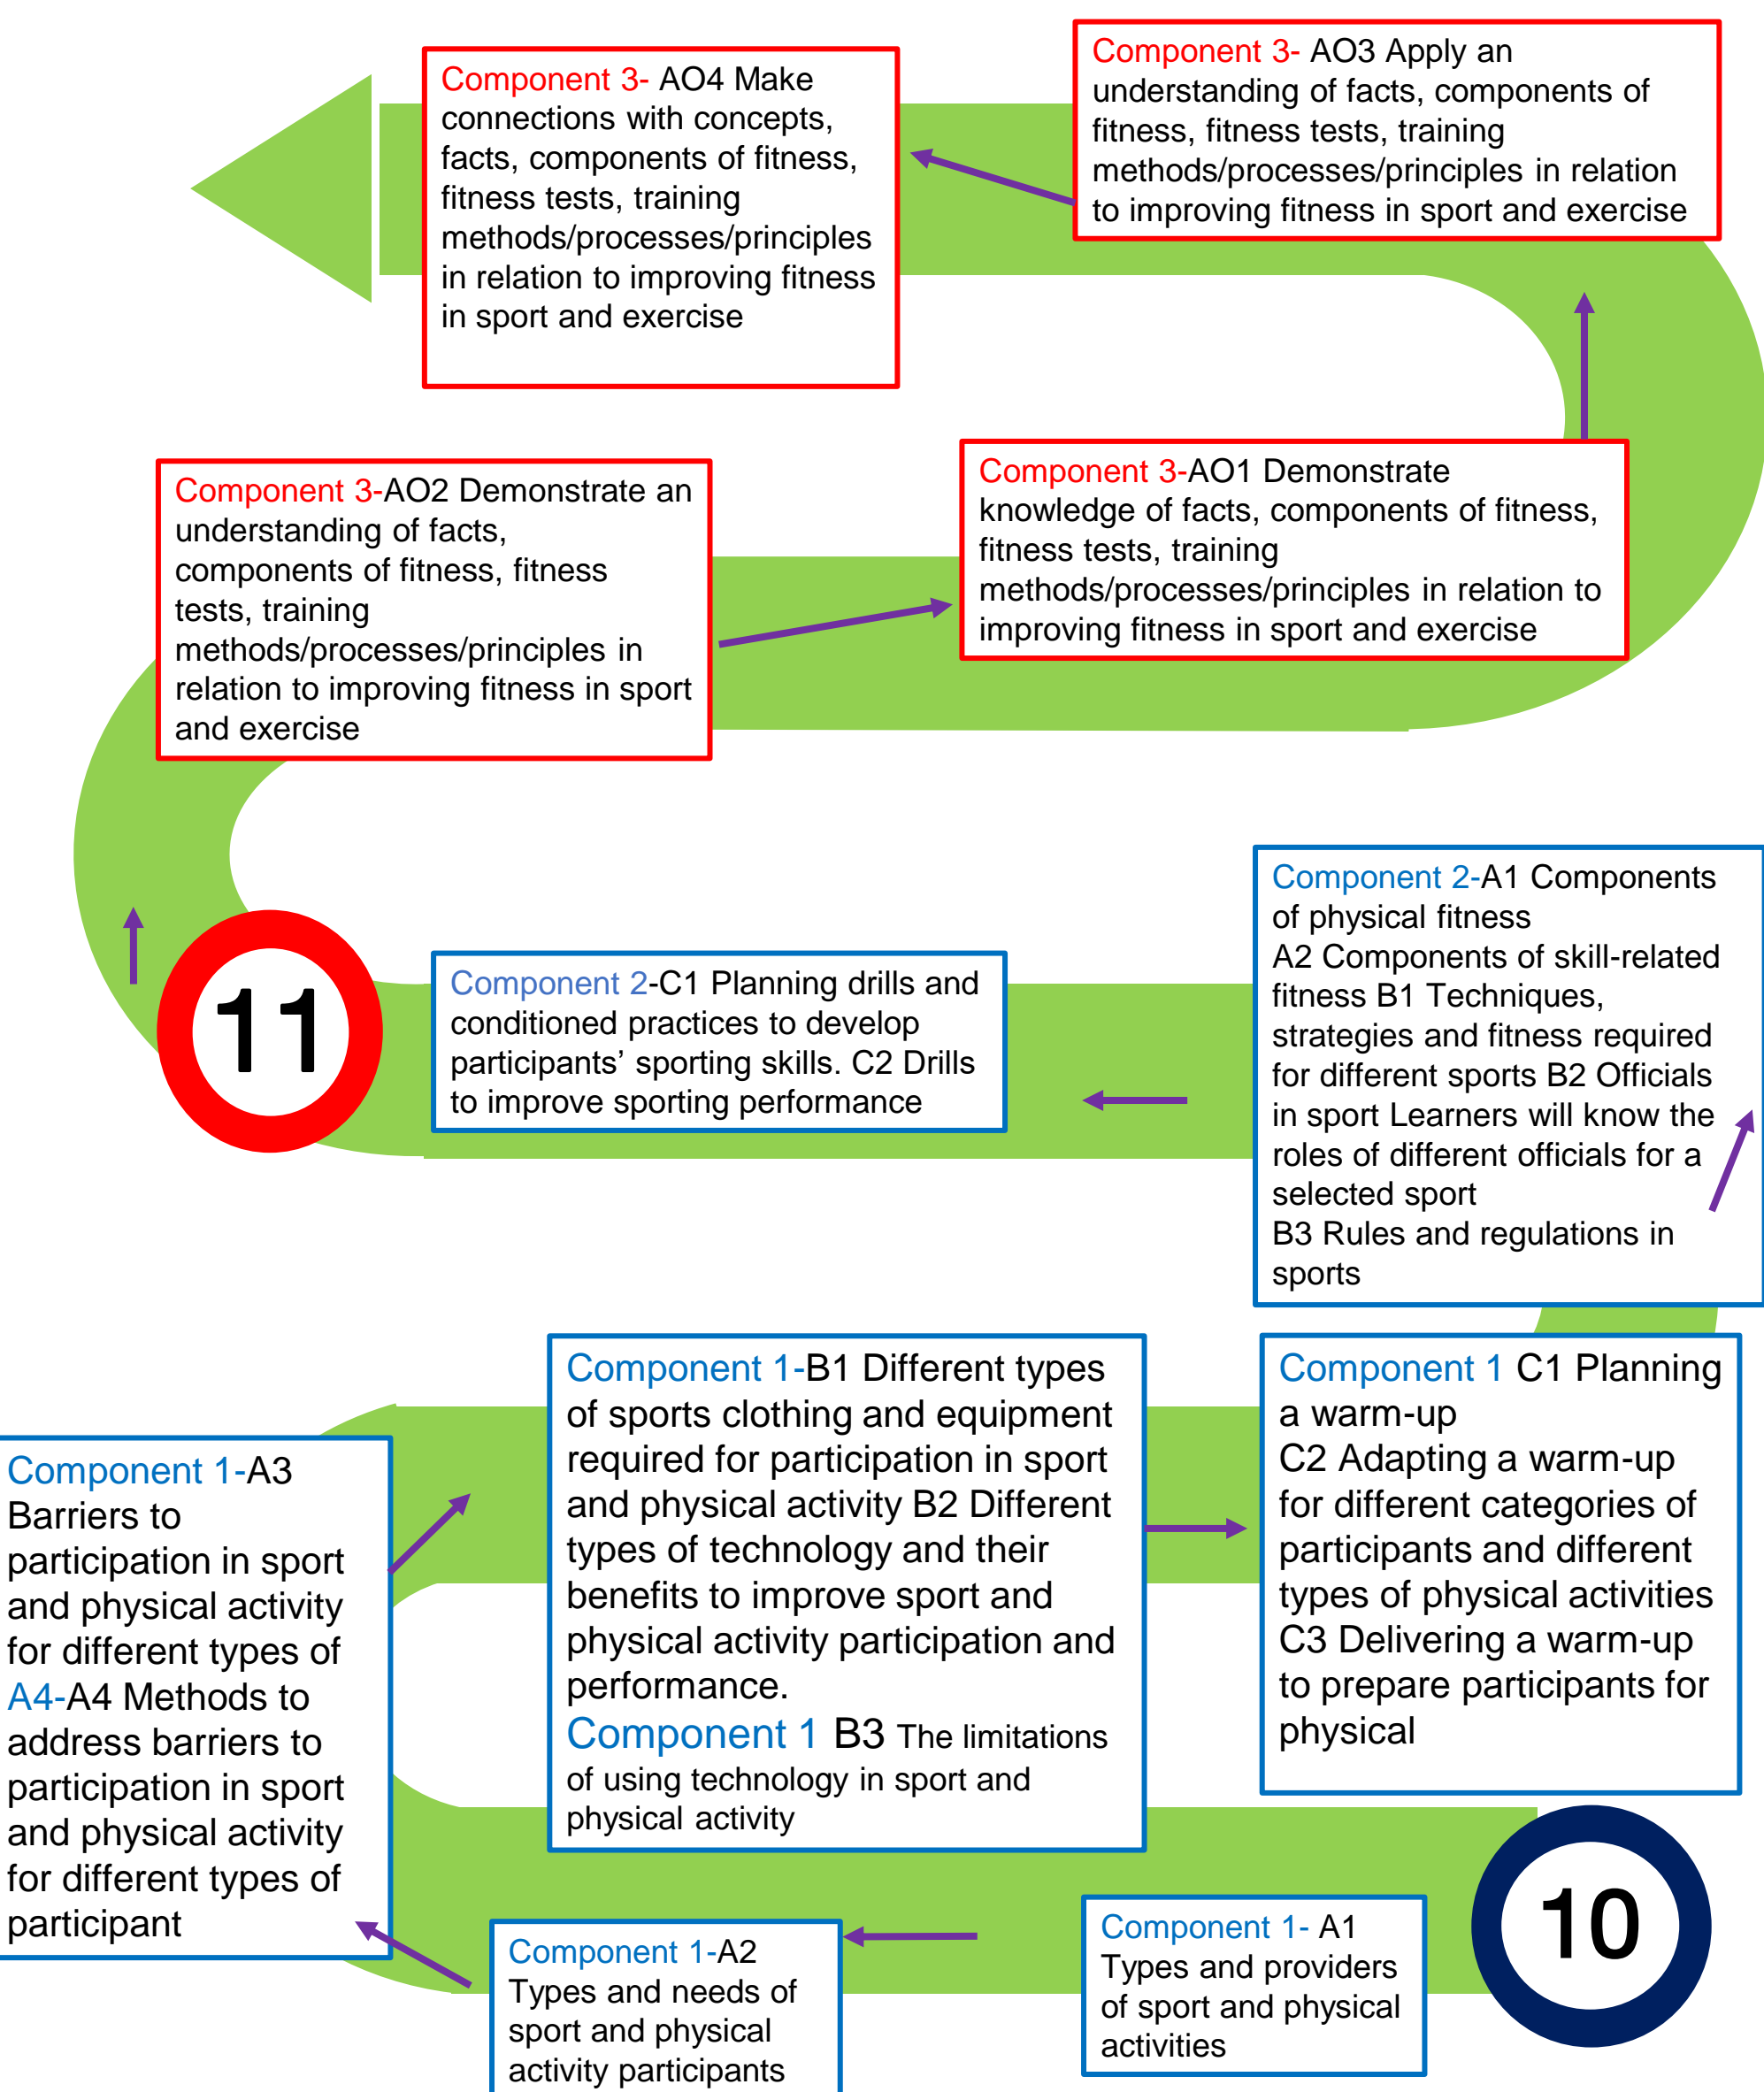 Component 3- AO4 Make
connections with concepts,
facts, components of fitness,
fitness tests, training
methods/processes/principles
in relation to improving fitness
in sport and exercise
Component 3- AO3 Apply an
understanding of facts, components of
fitness, fitness tests, training
methods/processes/principles in relation
to improving fitness in sport and exercise
Component 3-AO2 Demonstrate an
understanding of facts,
components of fitness, fitness
tests, training
methods/processes/principles in
relation to improving fitness in sport
and exercise
Component 3-AO1 Demonstrate
knowledge of facts, components of fitness,
fitness tests, training
methods/processes/principles in relation to
improving fitness in sport and exercise
11
Component 2-C1 Planning drills and
conditioned practices to develop
participants’ sporting skills. C2 Drills
to improve sporting performance
Component 2-A1 Components
of physical fitness
A2 Components of skill-related
fitness B1 Techniques,
strategies and fitness required
for different sports B2 Officials
in sport Learners will know the
roles of different officials for a
selected sport
B3 Rules and regulations in
sports
Component 1-A3
Barriers to
participation in sport
and physical activity
for different types of
A4-A4 Methods to
address barriers to
participation in sport
and physical activity
for different types of
participant
Component 1-B1 Different types
of sports clothing and equipment
required for participation in sport
and physical activity B2 Different
types of technology and their
benefits to improve sport and
physical activity participation and
performance.
Component 1 B3 The limitations
of using technology in sport and
physical activity
Component 1 C1 Planning
a warm-up
C2 Adapting a warm-up
for different categories of
participants and different
types of physical activities
C3 Delivering a warm-up
to prepare participants for
physical
Component 1-A2
Types and needs of
sport and physical
activity participants
Component 1- A1
Types and providers
of sport and physical
activities
10